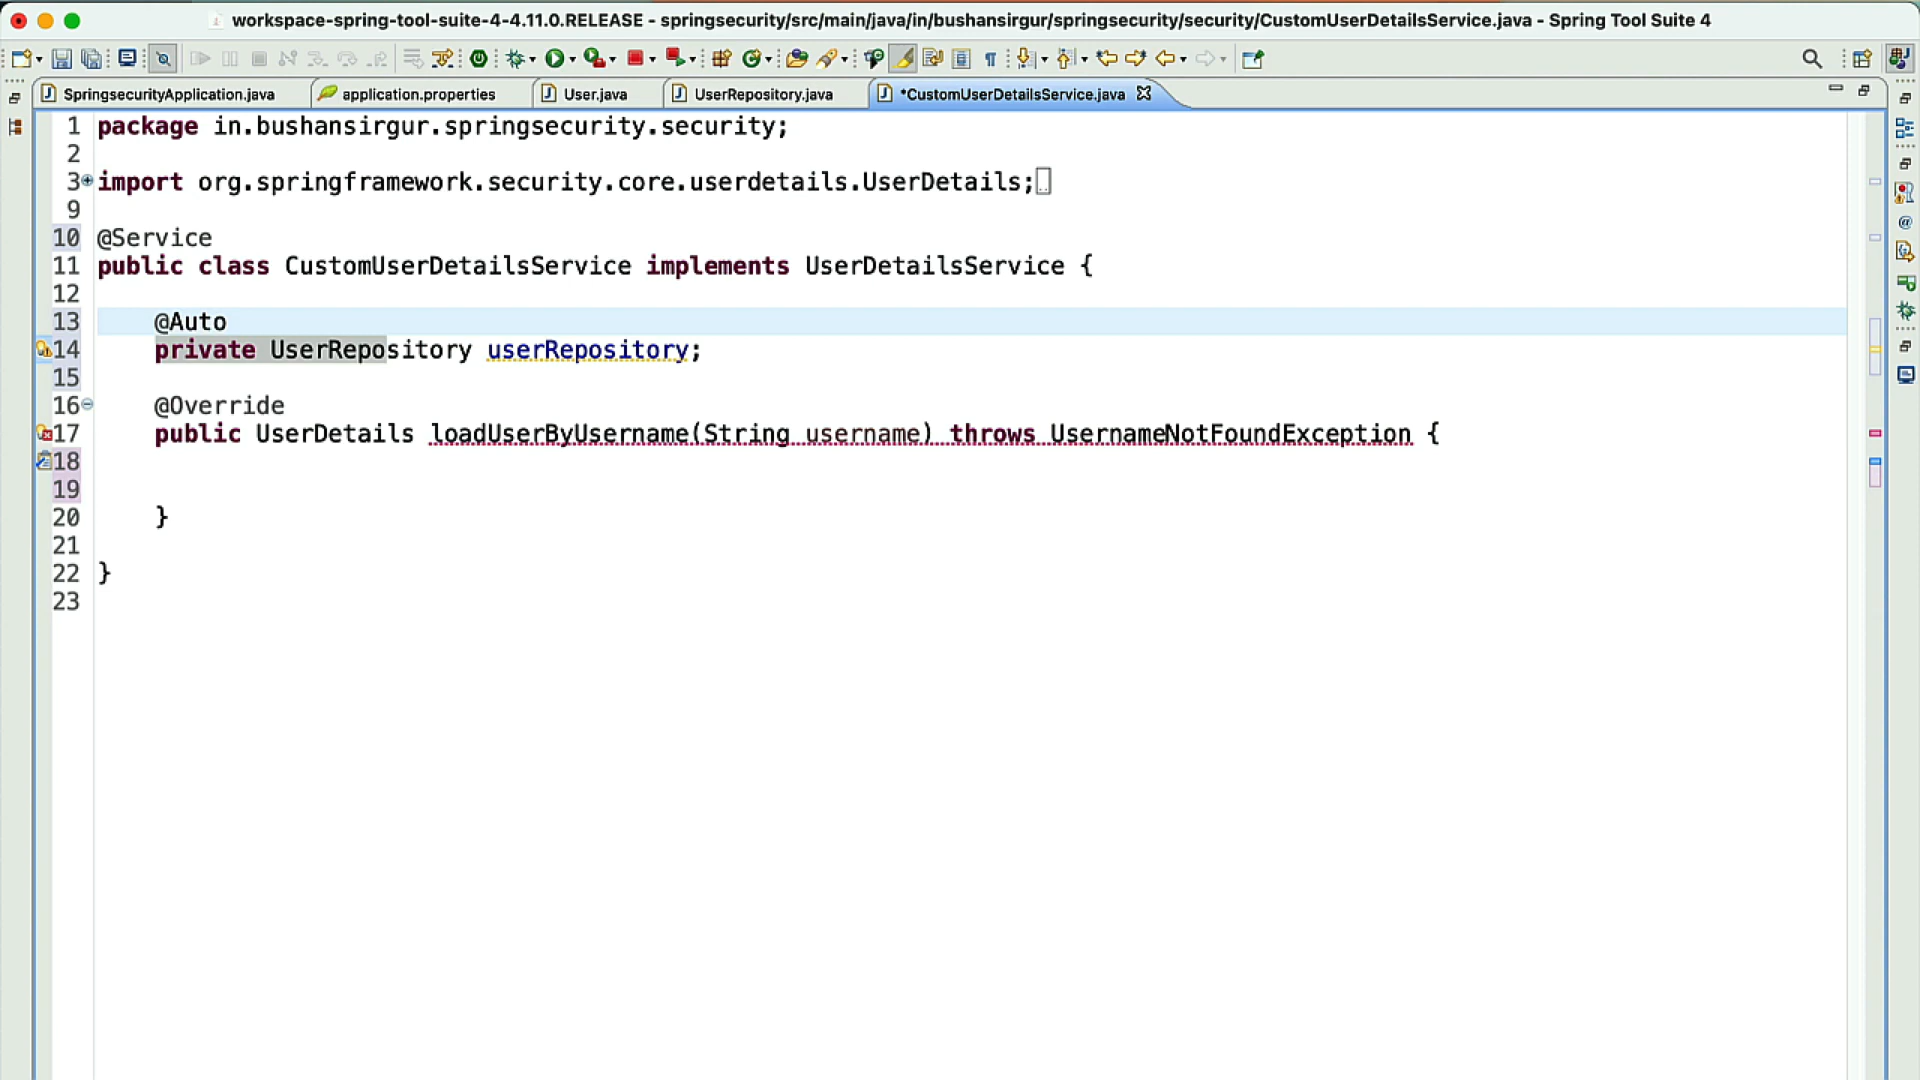 workspace-spring-tool-suite-4-4.11.0.RELEASE - springsecurity/src/main/java/in/bushansirgur/springsecurity/security/CustomUserDetailsService.java - Spring Tool Suite 4
SpringsecurityApplication.java
application.properties
User.java
UserRepository.java
*CustomUserDetailsService.java
1 package in.bushansirgur.springsecurity.security;
2
3 import org.springframework.security.core.userdetails.UserDetails;
9
10 @Service
11 public class CustomUserDetailsService implements UserDetailsService {
12
13 @Auto
14 private UserRepository userRepository;
15
16 @Override
17 public UserDetails loadUserByUsername(String username) throws UsernameNotFoundException {
18
19
20 }
21
22 }
23